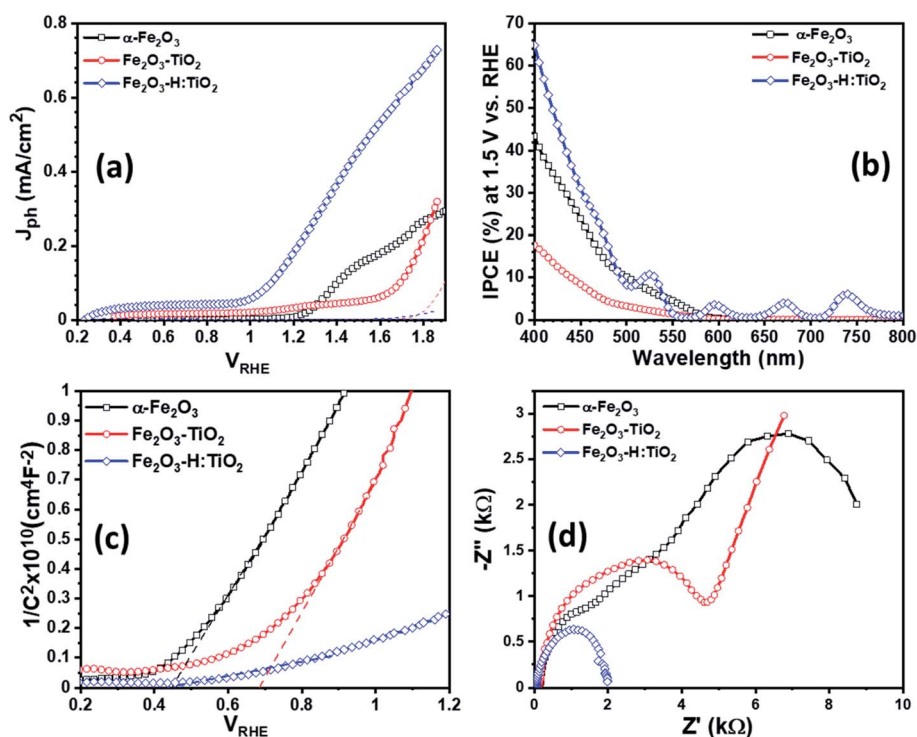 0.8
0.6
0.4
0.2
0
J_ph (mA/cm²)
α-Fe₂O₃
Fe₂O₃-TiO₂
Fe₂O₃-H:TiO₂
(a)
0.2 0.4 0.6 0.8 1 1.2 1.4 1.6 1.8
V_RHE
70
60
50
40
30
20
10
0
IPCE (%) at 1.5 V vs. RHE
α-Fe₂O₃
Fe₂O₃-TiO₂
Fe₂O₃-H:TiO₂
(b)
400 450 500 550 600 650 700 750 800
Wavelength (nm)
1
0.9
0.8
0.7
0.6
0.5
0.4
0.3
0.2
0.1
0
1/C²x10¹⁰(cm⁴F⁻²)
α-Fe₂O₃
Fe₂O₃-TiO₂
Fe₂O₃-H:TiO₂
(c)
0.2 0.4 0.6 0.8 1 1.2
V_RHE
3
2.5
2
1.5
1
0.5
0
-Z" (kΩ)
α-Fe₂O₃
Fe₂O₃-TiO₂
Fe₂O₃-H:TiO₂
(d)
0 2 4 6 8 10
Z' (kΩ)